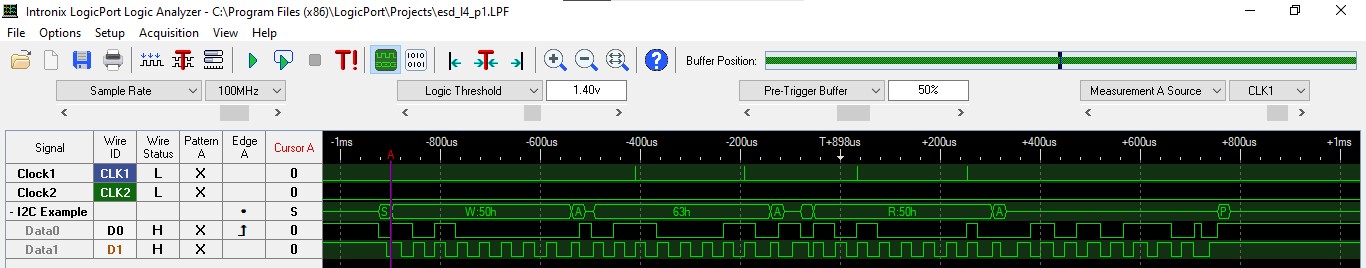 Intronix LogicPort Logic Analyzer - C:\Program Files (x86)\LogicPort\Projects\esd_l4_p1.LPF
File Options Setup Acquisition View Help
T! 1010 0101 T ? Buffer Position:
Sample Rate 100MHz Logic Threshold 1.40v Pre-Trigger Buffer 50% Measurement A Source CLK1
Signal Wire ID Wire Status Pattern A Edge A Cursor A -1ms -800us -600us -400us -200us T+898us +200us +400us +600us +800us +1ms
A
Clock1 CLK1 L X 0
Clock2 CLK2 L X 0
- I2C Example • S S W:50h A 63h A R:50h A P
Data0 D0 H X 0
Data1 D1 H X 0